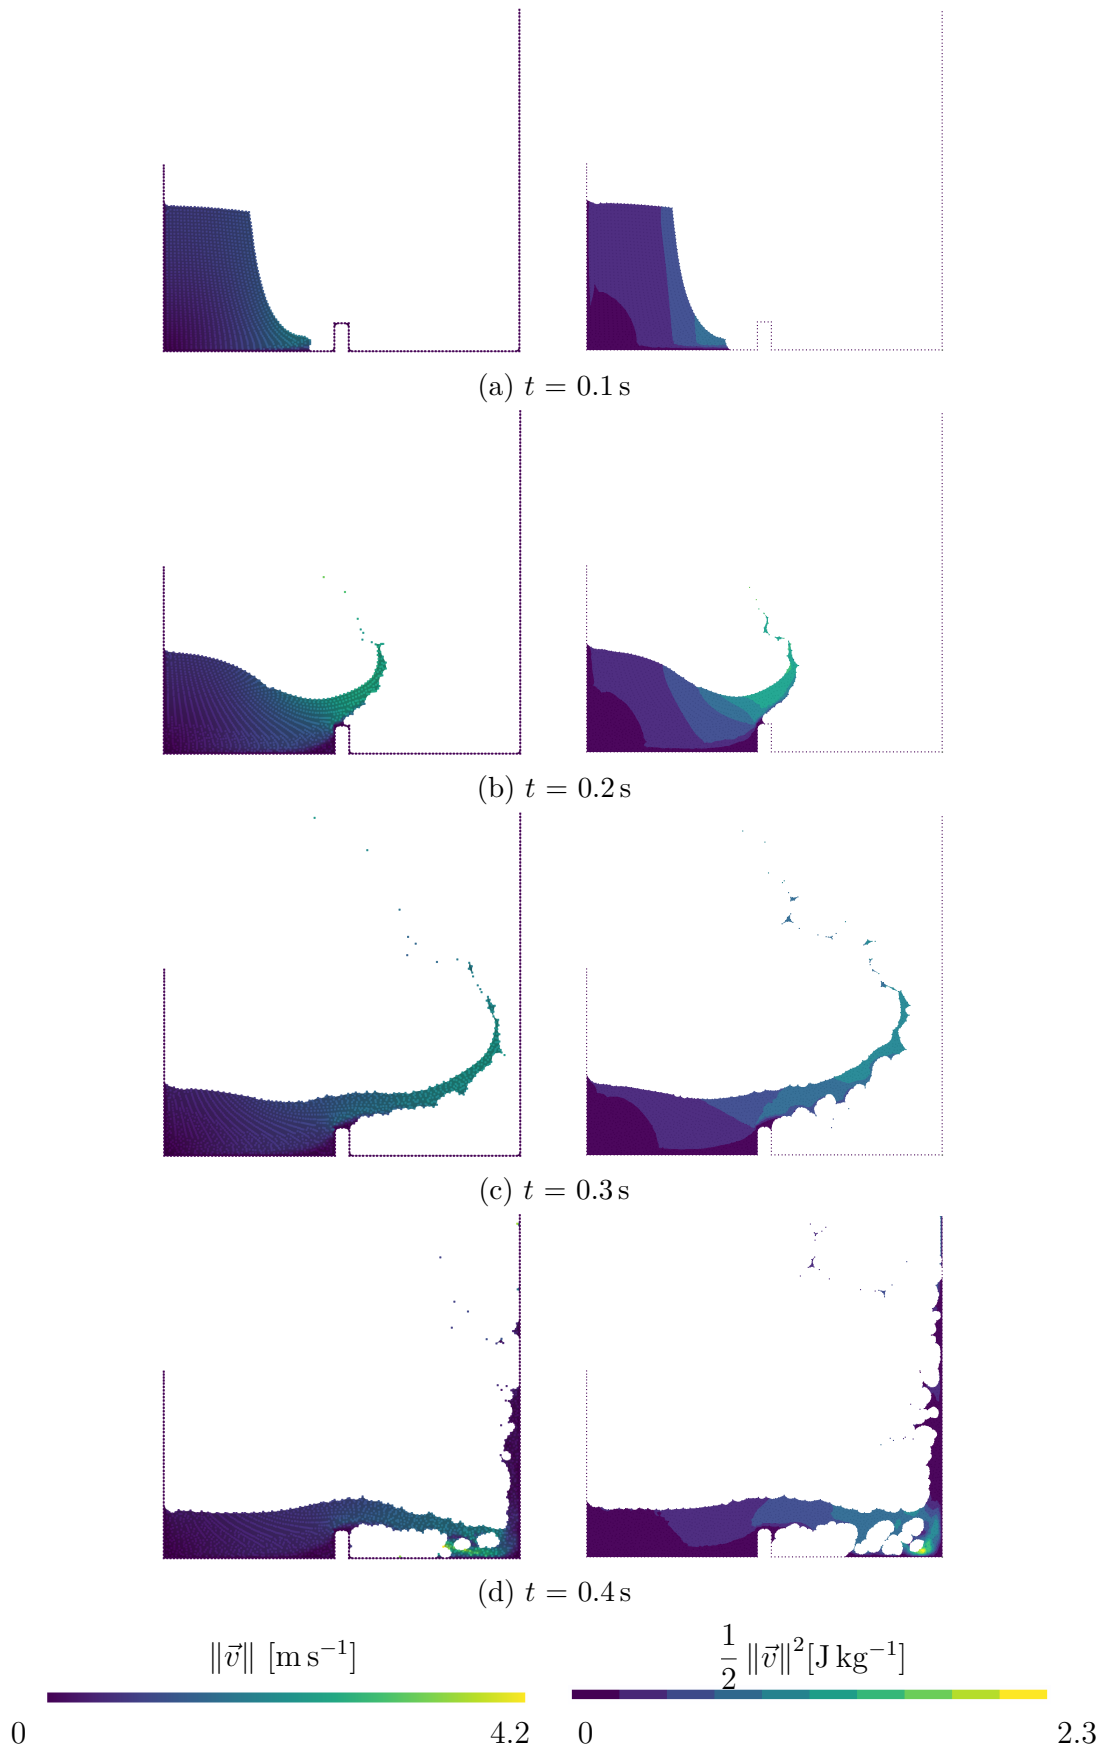 (a) t = 0.1 s
(b) t = 0.2 s
(c) t = 0.3 s
(d) t = 0.4 s
‖v⃗‖ [m s⁻¹]
0 4.2
1/2 ‖v⃗‖²[J kg⁻¹]
0 2.3